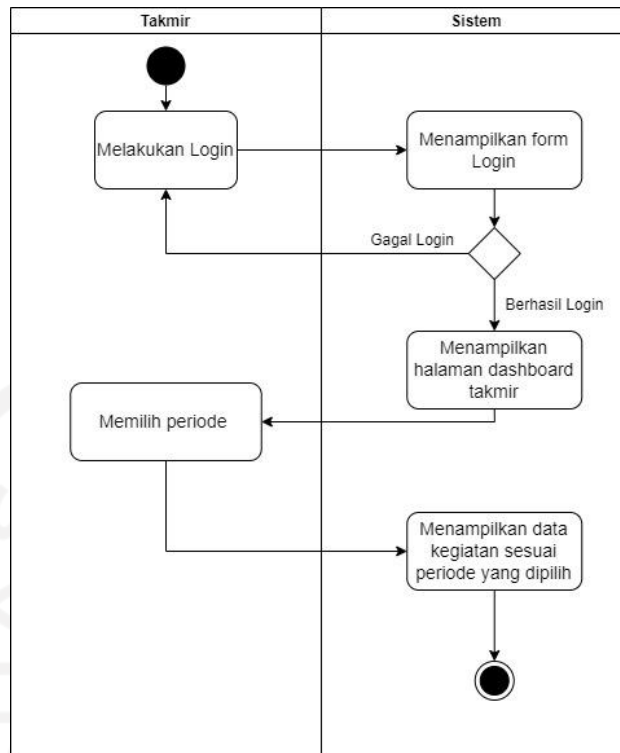 Takmir
Sistem
Melakukan Login
Menampilkan form
Login
Gagal Login
Berhasil Login
Menampilkan
halaman dashboard
takmir
Memilih periode
Menampilkan data
kegiatan sesuai
periode yang dipilih